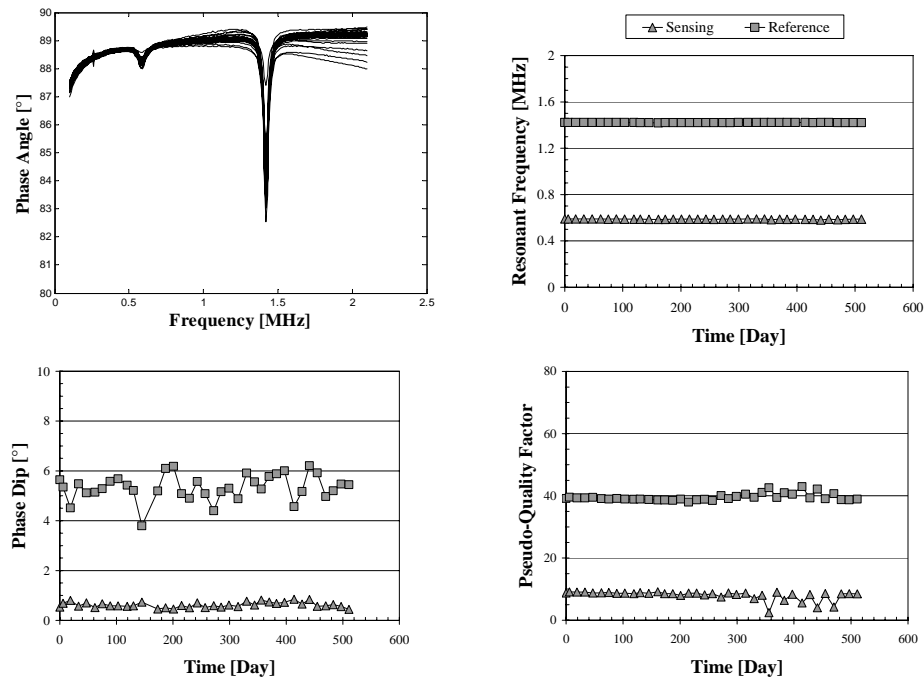 Sensing Reference
90
89
88
87
86
85
84
83
82
81
80
0 0.5 1 1.5 2 2.5
Phase Angle [°]
Frequency [MHz]
2
1.6
1.2
0.8
0.4
0
0 100 200 300 400 500 600
Resonant Frequency [MHz]
Time [Day]
10
8
6
4
2
0
0 100 200 300 400 500 600
Phase Dip [°]
Time [Day]
80
60
40
20
0
0 100 200 300 400 500 600
Pseudo-Quality Factor
Time [Day]